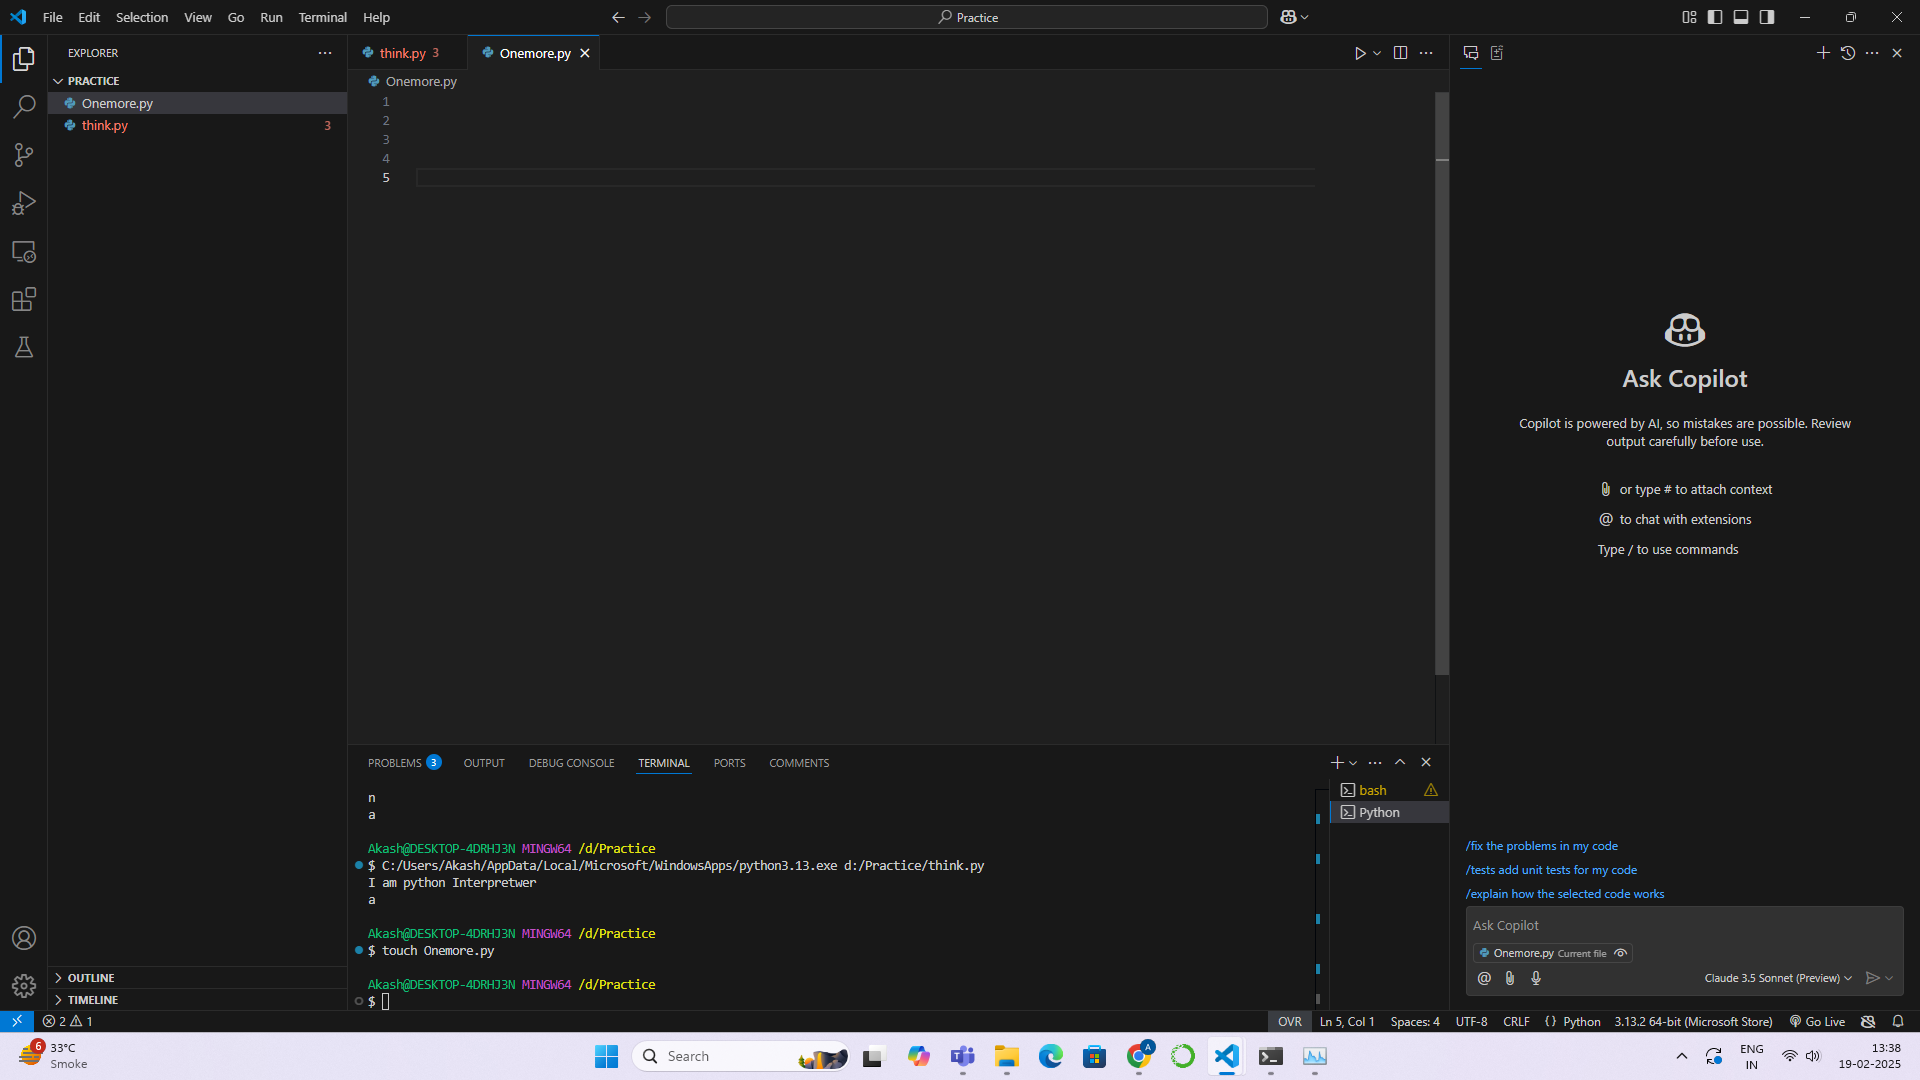 File Edit Selection View Go Run Terminal Help
Practice
EXPLORER
PRACTICE
Onemore.py
think.py 3
think.py 3
Onemore.py
Onemore.py
1
2
3
4
5
PROBLEMS 3 OUTPUT DEBUG CONSOLE TERMINAL PORTS COMMENTS
n
a
Akash@DESKTOP-4DRHJ3N MINGW64 /d/Practice
$ C:/Users/Akash/AppData/Local/Microsoft/WindowsApps/python3.13.exe d:/Practice/think.py
I am python Interpretwer
a
Akash@DESKTOP-4DRHJ3N MINGW64 /d/Practice
$ touch Onemore.py
Akash@DESKTOP-4DRHJ3N MINGW64 /d/Practice
$
bash
Python
Ask Copilot
Copilot is powered by AI, so mistakes are possible. Review
output carefully before use.
or type # to attach context
@ to chat with extensions
Type / to use commands
/fix the problems in my code
/tests add unit tests for my code
/explain how the selected code works
Ask Copilot
Onemore.py Current file
@ Claude 3.5 Sonnet (Preview)
OUTLINE
TIMELINE
2 1
OVR Ln 5, Col 1 Spaces: 4 UTF-8 CRLF {} Python 3.13.2 64-bit (Microsoft Store) Go Live
6
33°C
Smoke
Search
A
ENG
IN
13:38
19-02-2025